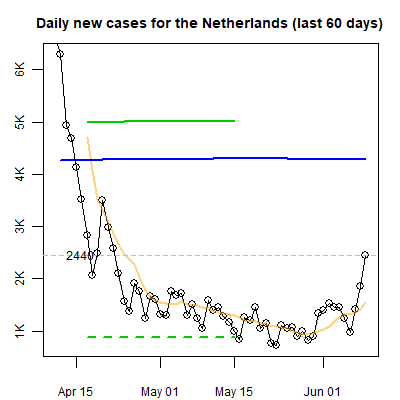 Daily new cases for the Netherlands (last 60 days)
6K
5K
4K
3K
2440
2K
1K
Apr 15 May 01 May 15 Jun 01